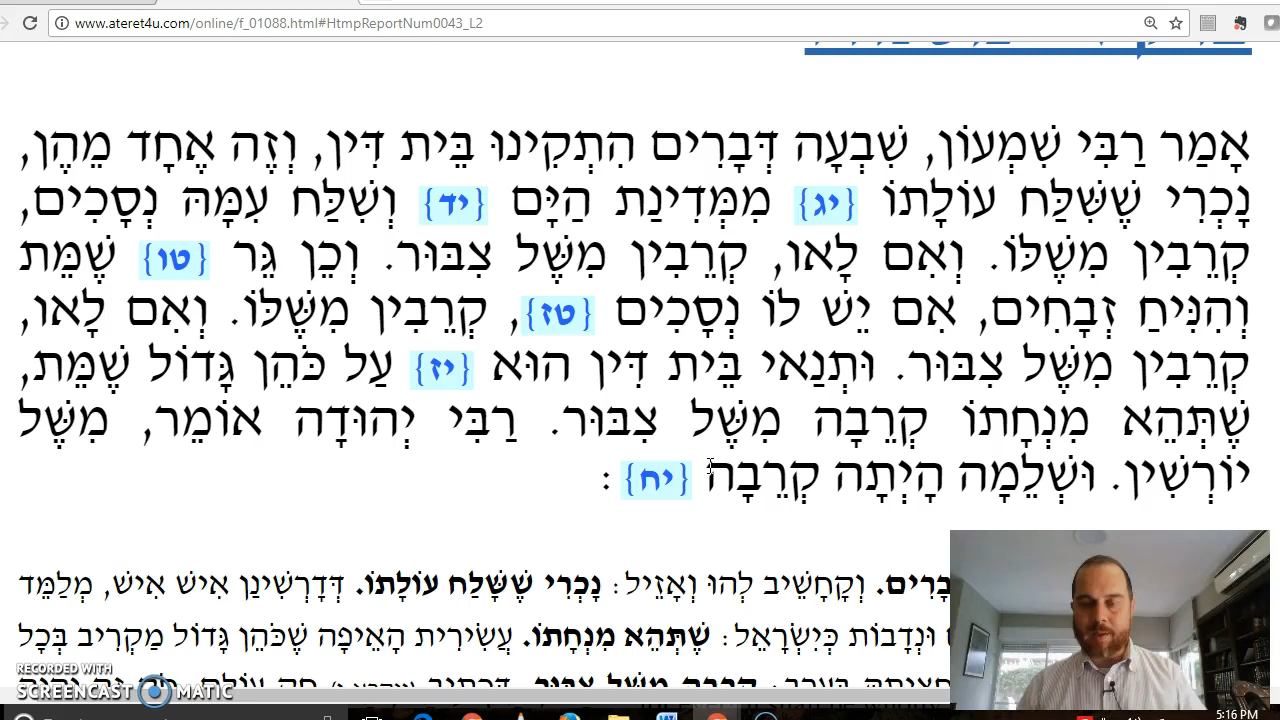 www.ateret4u.com/online/f_01088.html#HtmpReportNum0043_L2
אָמַר רַבִּי שִׁמְעוֹן, שִׁבְעָה דְּבָרִים הִתְקִינוּ בֵּית דִּין, וְזֶה אֶחָד מֵהֶן,
נָכְרִי שֶׁשִּׁלַּח עוֹלָתוֹ {יג} מִמְּדִינַת הַיָּם {יד} וְשִׁלַּח עִמָּהּ נְסָכִים,
קְרֵבִין מִשֶּׁלּוֹ. וְאִם לָאו, קְרֵבִין מִשֶּׁל צִבּוּר. וְכֵן גֵּר {טו} שֶׁמֵּת
וְהִנִּיחַ זְבָחִים, אִם יֵשׁ לוֹ נְסָכִים {טז}, קְרֵבִין מִשֶּׁלּוֹ. וְאִם לָאו,
קְרֵבִין מִשֶּׁל צִבּוּר. וּתְנַאי בֵּית דִּין הוּא {יז} עַל כֹּהֵן גָּדוֹל שֶׁמֵּת,
שֶׁתְּהֵא מִנְחָתוֹ קְרֵבָה מִשֶּׁל צִבּוּר. רַבִּי יְהוּדָה אוֹמֵר, מִשֶּׁל
יוֹרְשִׁין. וּשְׁלֵמָה הָיְתָה קְרֵבָה {יח} :
וְקָחָשֵׁיב לְהוּ וְאָזֵיל: נָכְרִי שֶׁשָּׁלַח עוֹלָתוֹ. דְּדָרְשִׁינַן אִישׁ אִישׁ, מְלַמֵּד
וּנְדָבוֹת כְּיִשְׂרָאֵל: שֶׁתְּהֵא מִנְחָתוֹ. עֲשִׂירִית הָאֵיפָה שֶׁכֹּהֵן גָּדוֹל מַקְרִיב בְּכָל
RECORDED WITH
SCREENCAST MATIC
5:16 PM